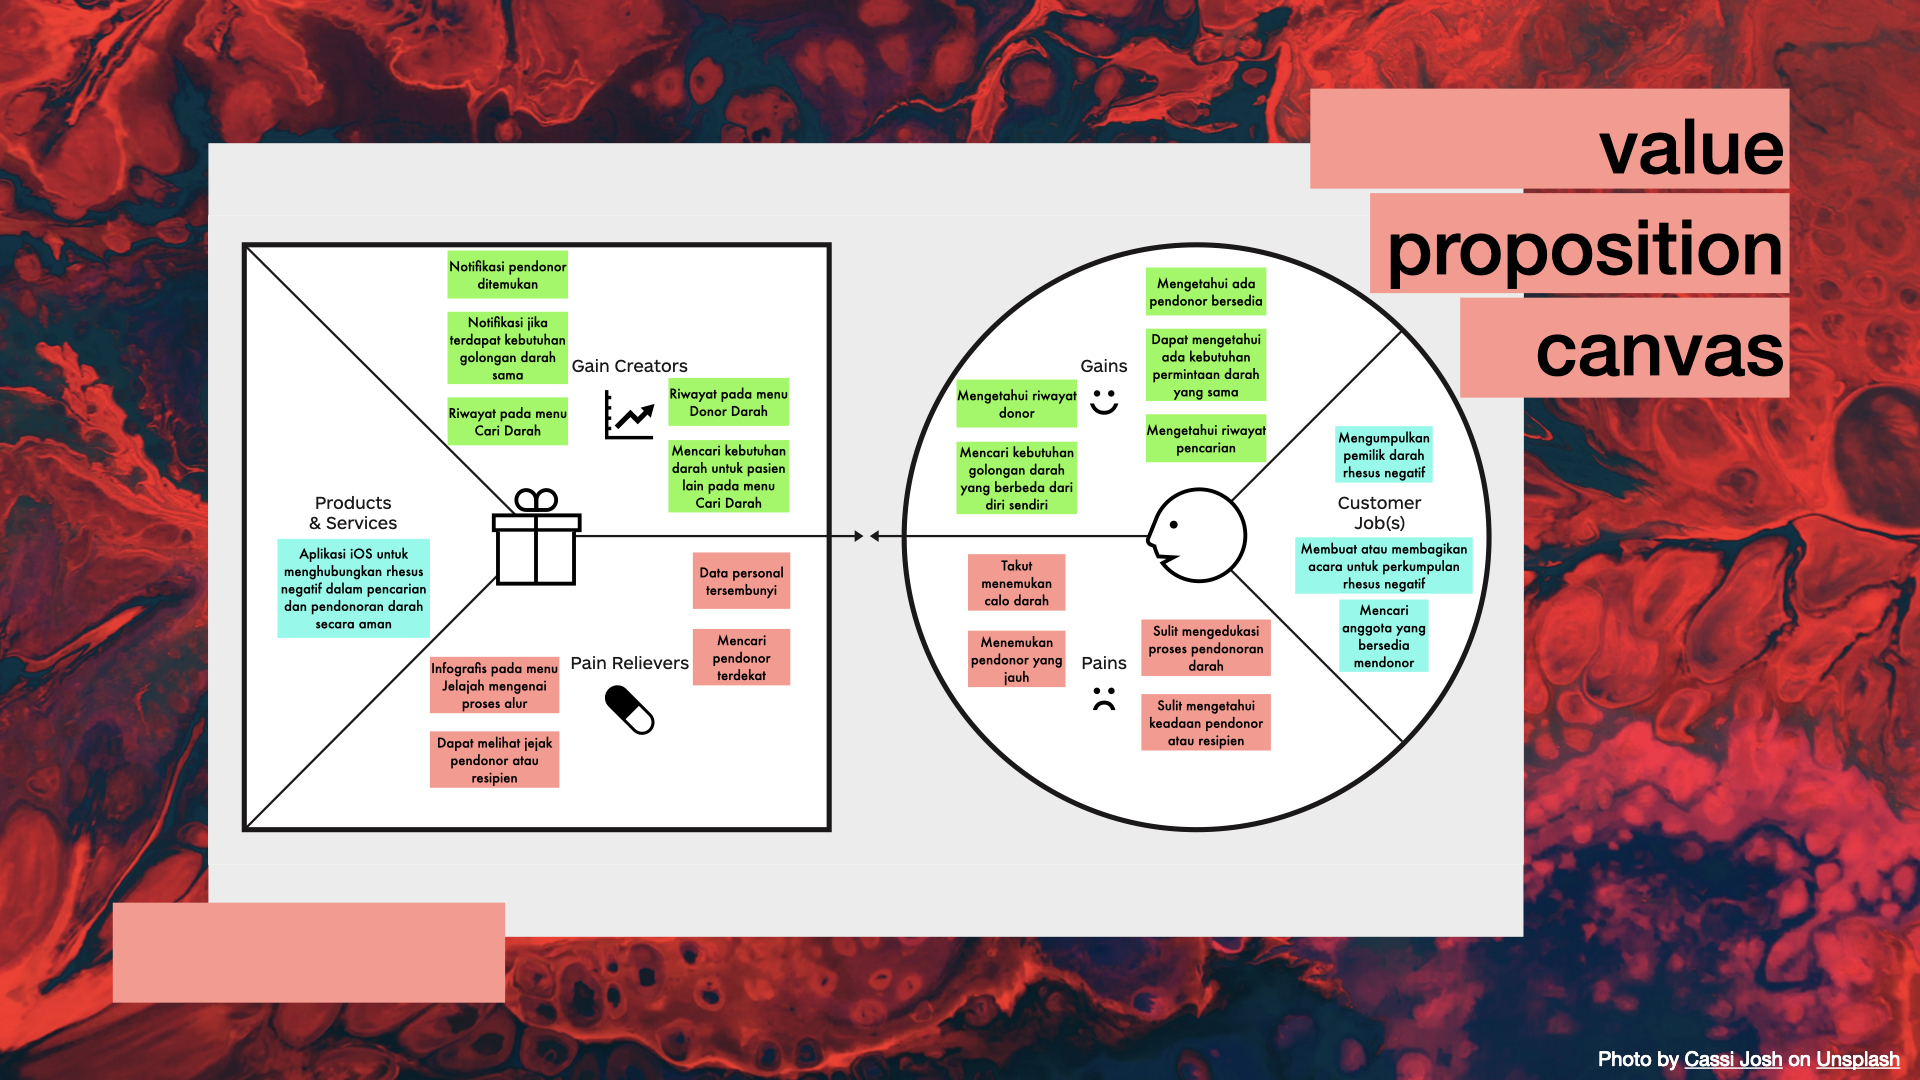 value
proposition
canvas
Notifikasi pendonor
ditemukan
Notifikasi jika
terdapat kebutuhan
golongan darah
sama
Riwayat pada menu
Cari Darah
Gain Creators
Riwayat pada menu
Donor Darah
Mencari kebutuhan
darah untuk pasien
lain pada menu
Cari Darah
Products
& Services
Aplikasi iOS untuk
menghubungkan rhesus
negatif dalam pencarian
dan pendonoran darah
secara aman
Data personal
tersembunyi
Mencari
pendonor
terdekat
Pain Relievers
Infografis pada menu
Jelajah mengenai
proses alur
Dapat melihat jejak
pendonor atau
resipien
Mengetahui ada
pendonor bersedia
Dapat mengetahui
ada kebutuhan
permintaan darah
yang sama
Mengetahui riwayat
pencarian
Gains
Mengetahui riwayat
donor
Mencari kebutuhan
golongan darah
yang berbeda dari
diri sendiri
Mengumpulkan
pemilik darah
rhesus negatif
Customer
Job(s)
Membuat atau membagikan
acara untuk perkumpulan
rhesus negatif
Mencari
anggota yang
bersedia
mendonor
Takut
menemukan
calo darah
Menemukan
pendonor yang
jauh
Pains
Sulit mengedukasi
proses pendonoran
darah
Sulit mengetahui
keadaan pendonor
atau resipien
Photo by Cassi Josh on Unsplash